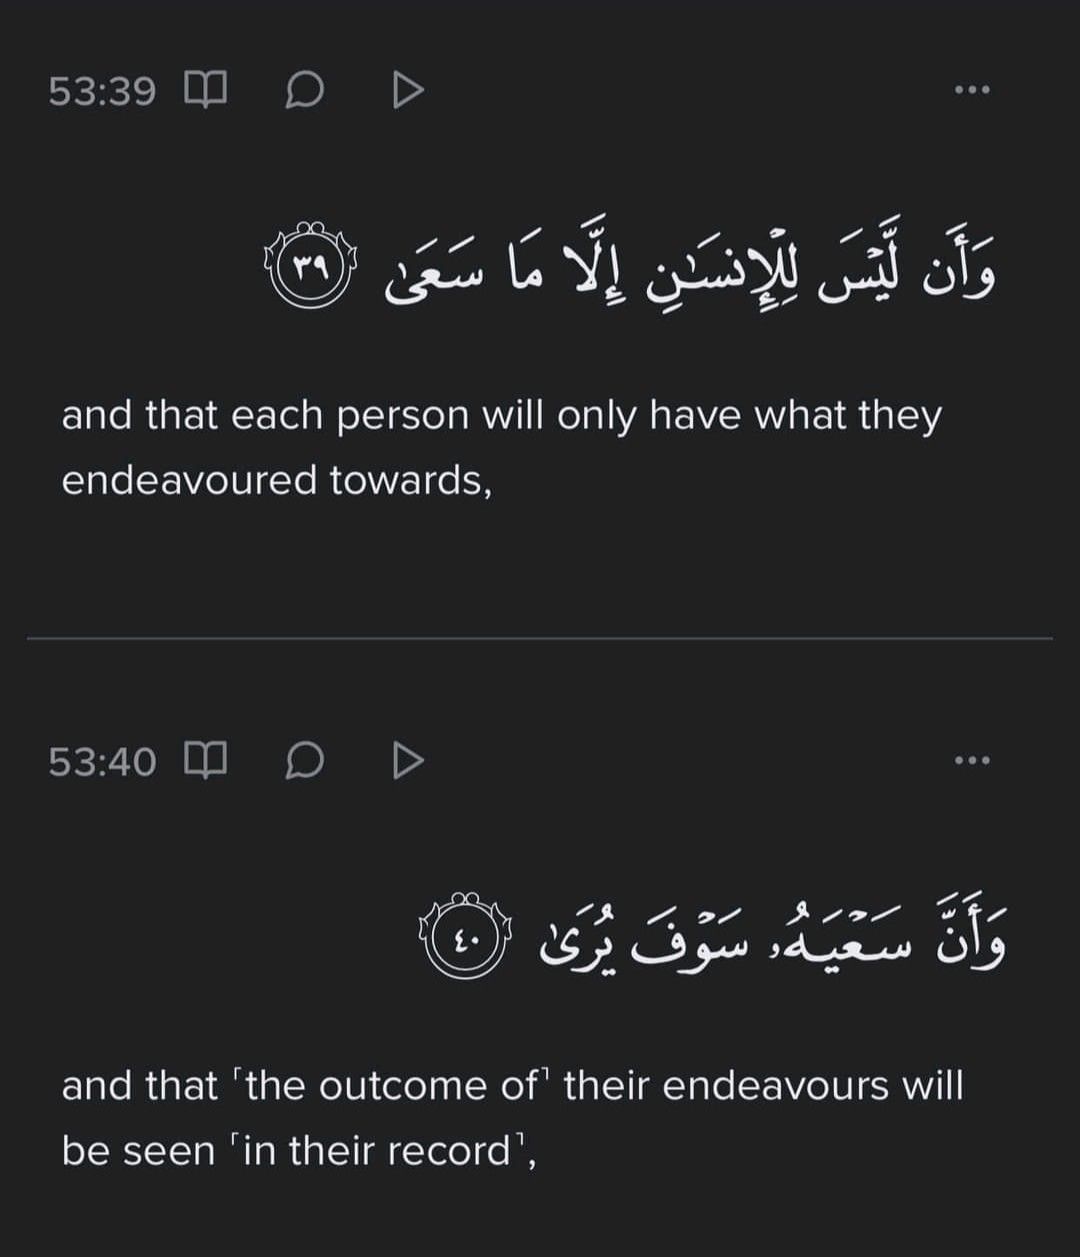 53:39
وَأَن لَّيْسَ لِلْإِنسَـٰنِ إِلَّا مَا سَعَىٰ ٣٩
and that each person will only have what they
endeavoured towards,
53:40
وَأَنَّ سَعْيَهُۥ سَوْفَ يُرَىٰ ٤٠
and that ⸢the outcome of⸣ their endeavours will
be seen ⸢in their record⸣,